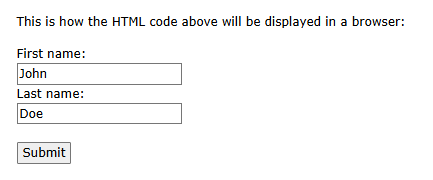 This is how the HTML code above will be displayed in a browser:
First name:
John
Last name:
Doe
Submit